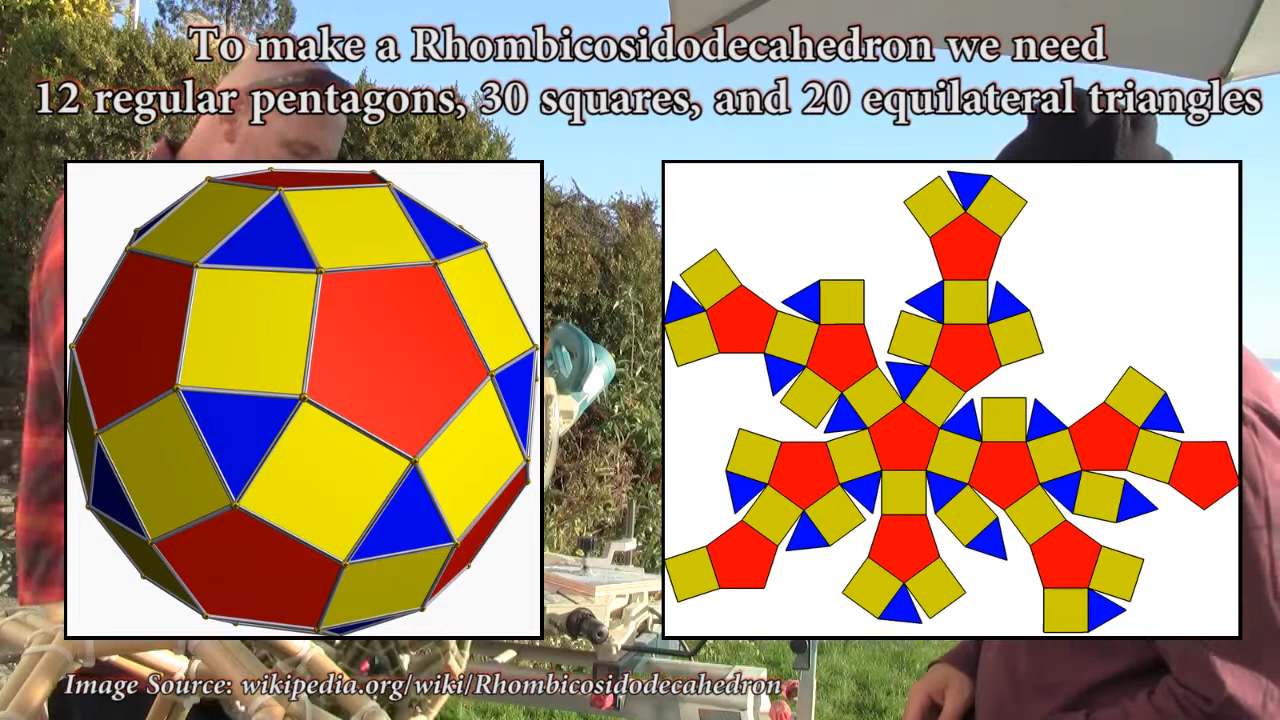 To make a Rhombicosidodecahedron we need
12 regular pentagons, 30 squares, and 20 equilateral triangles
Image Source: wikipedia.org/wiki/Rhombicosidodecahedron